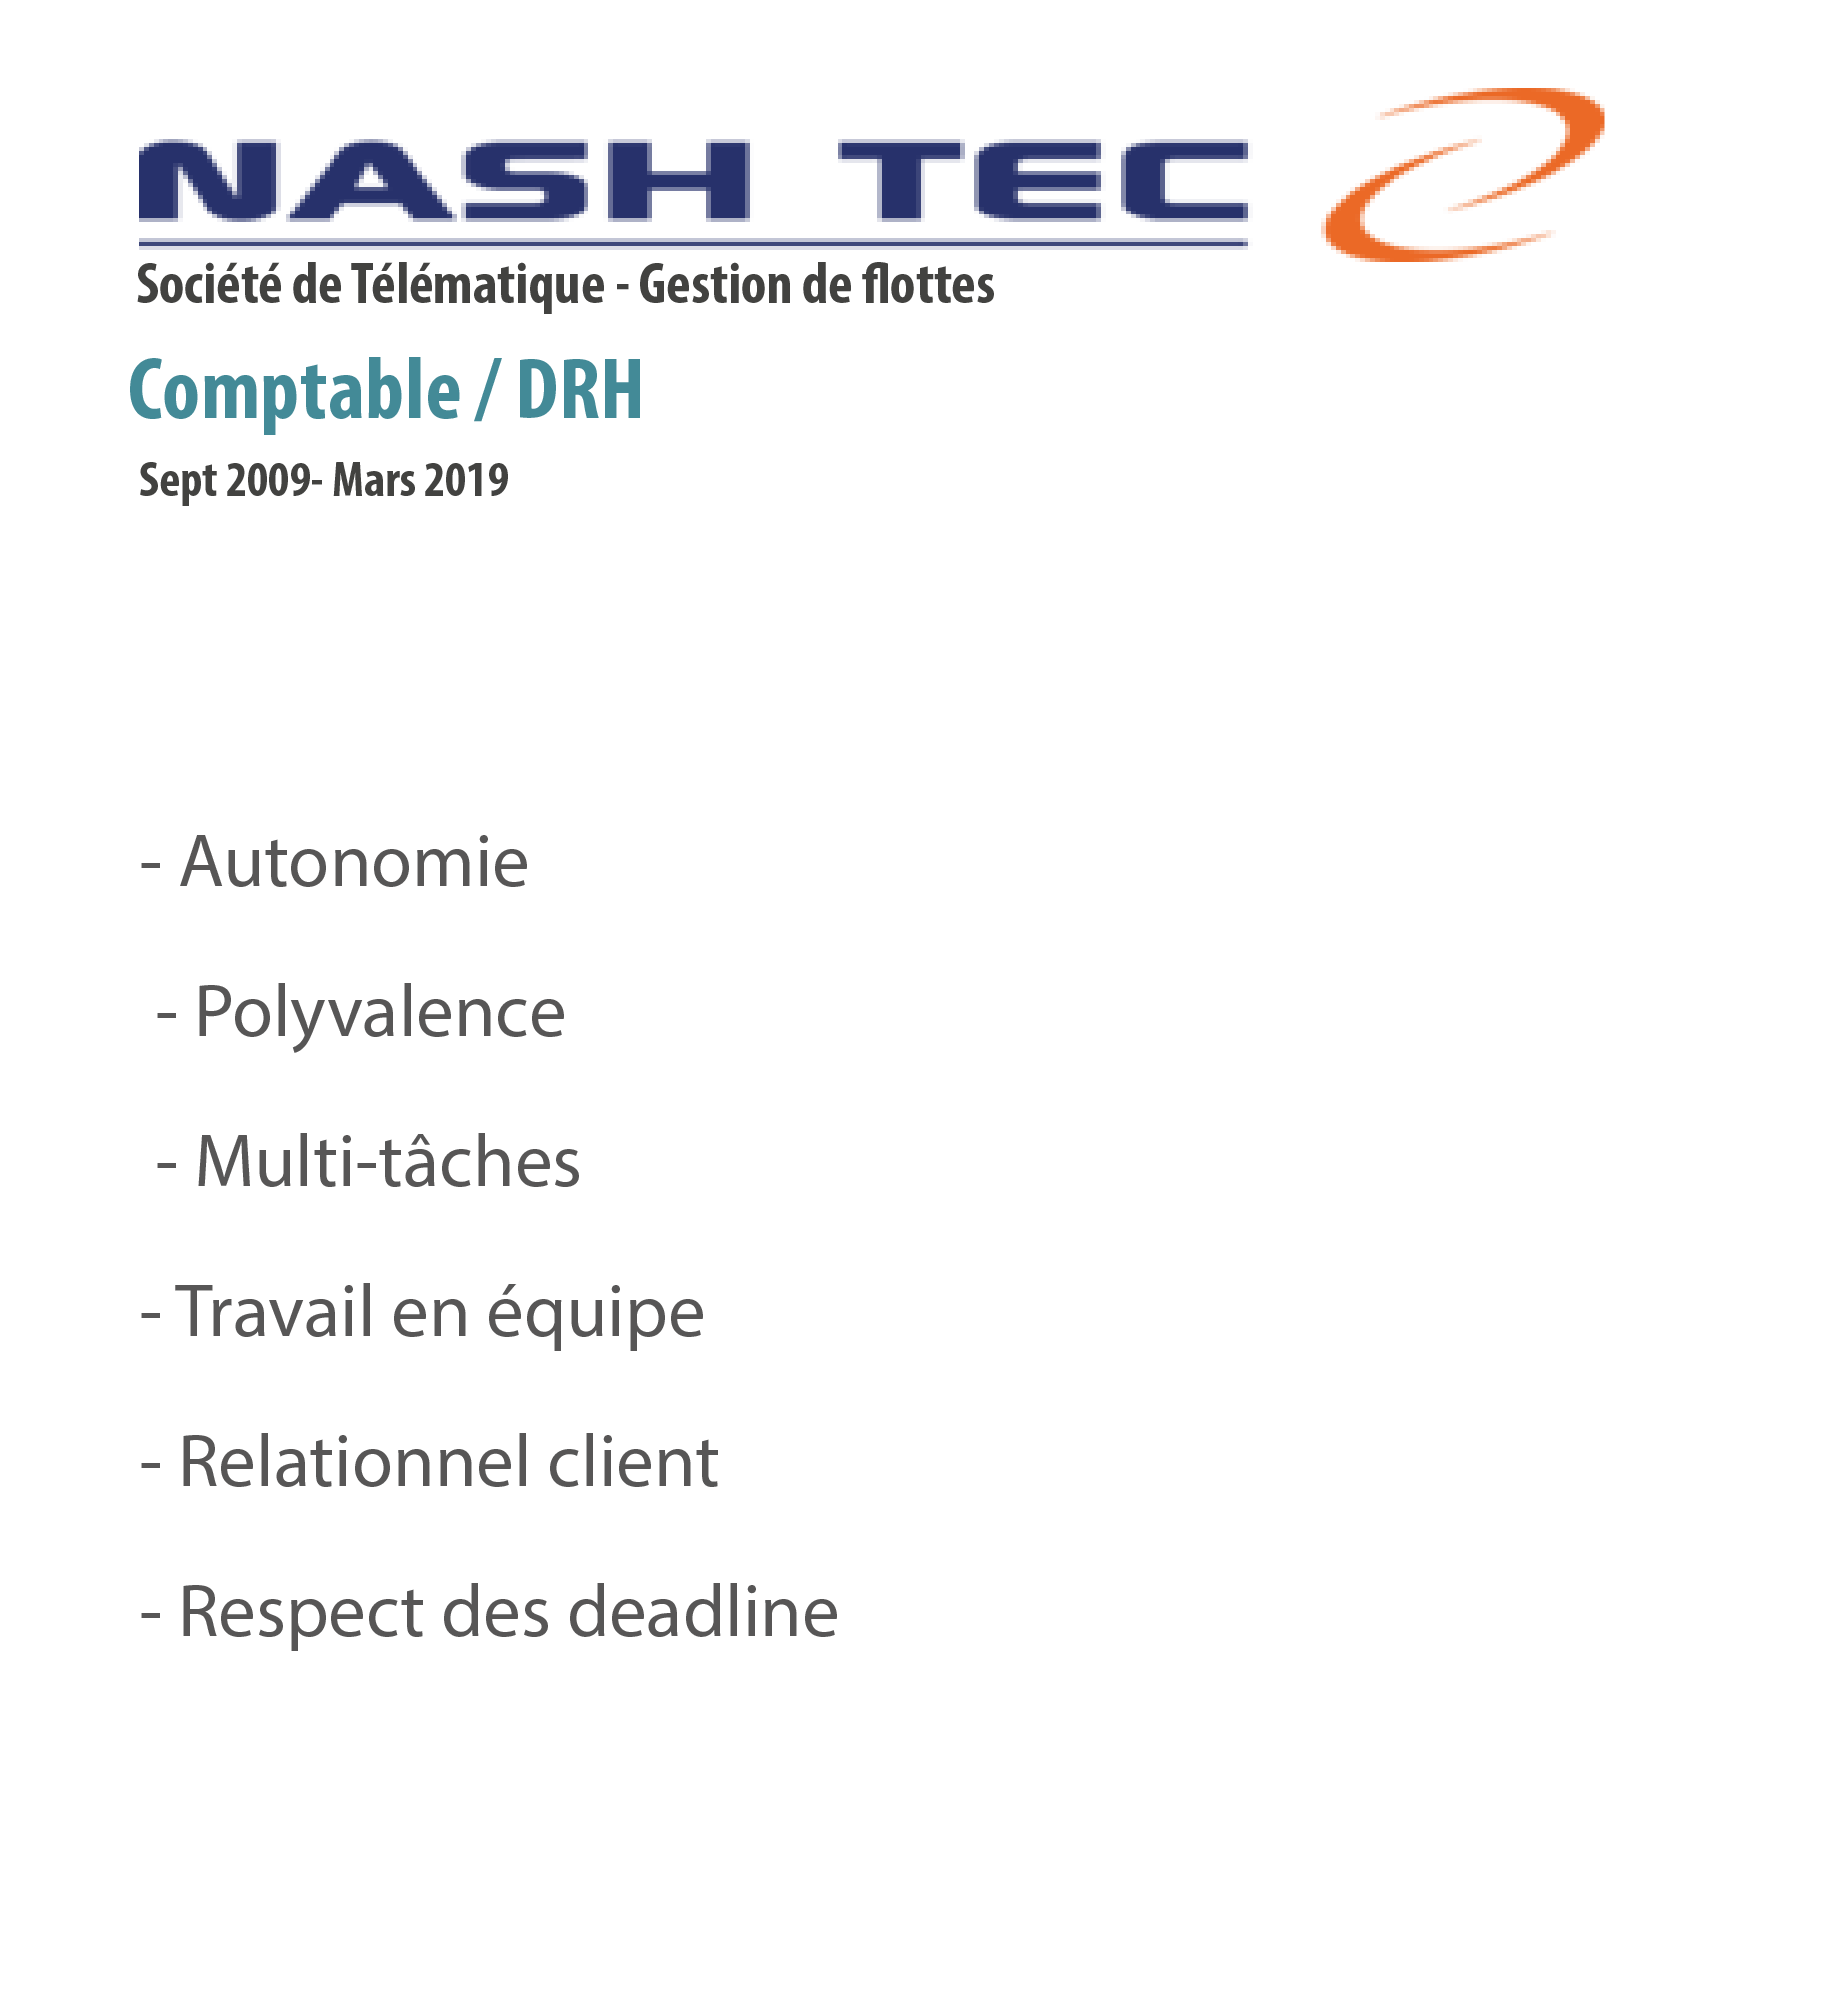 NASH TEC
Société de Télématique - Gestion de flottes
Comptable / DRH
Sept 2009- Mars 2019
- Autonomie
- Polyvalence
- Multi-tâches
- Travail en équipe
- Relationnel client
- Respect des deadline